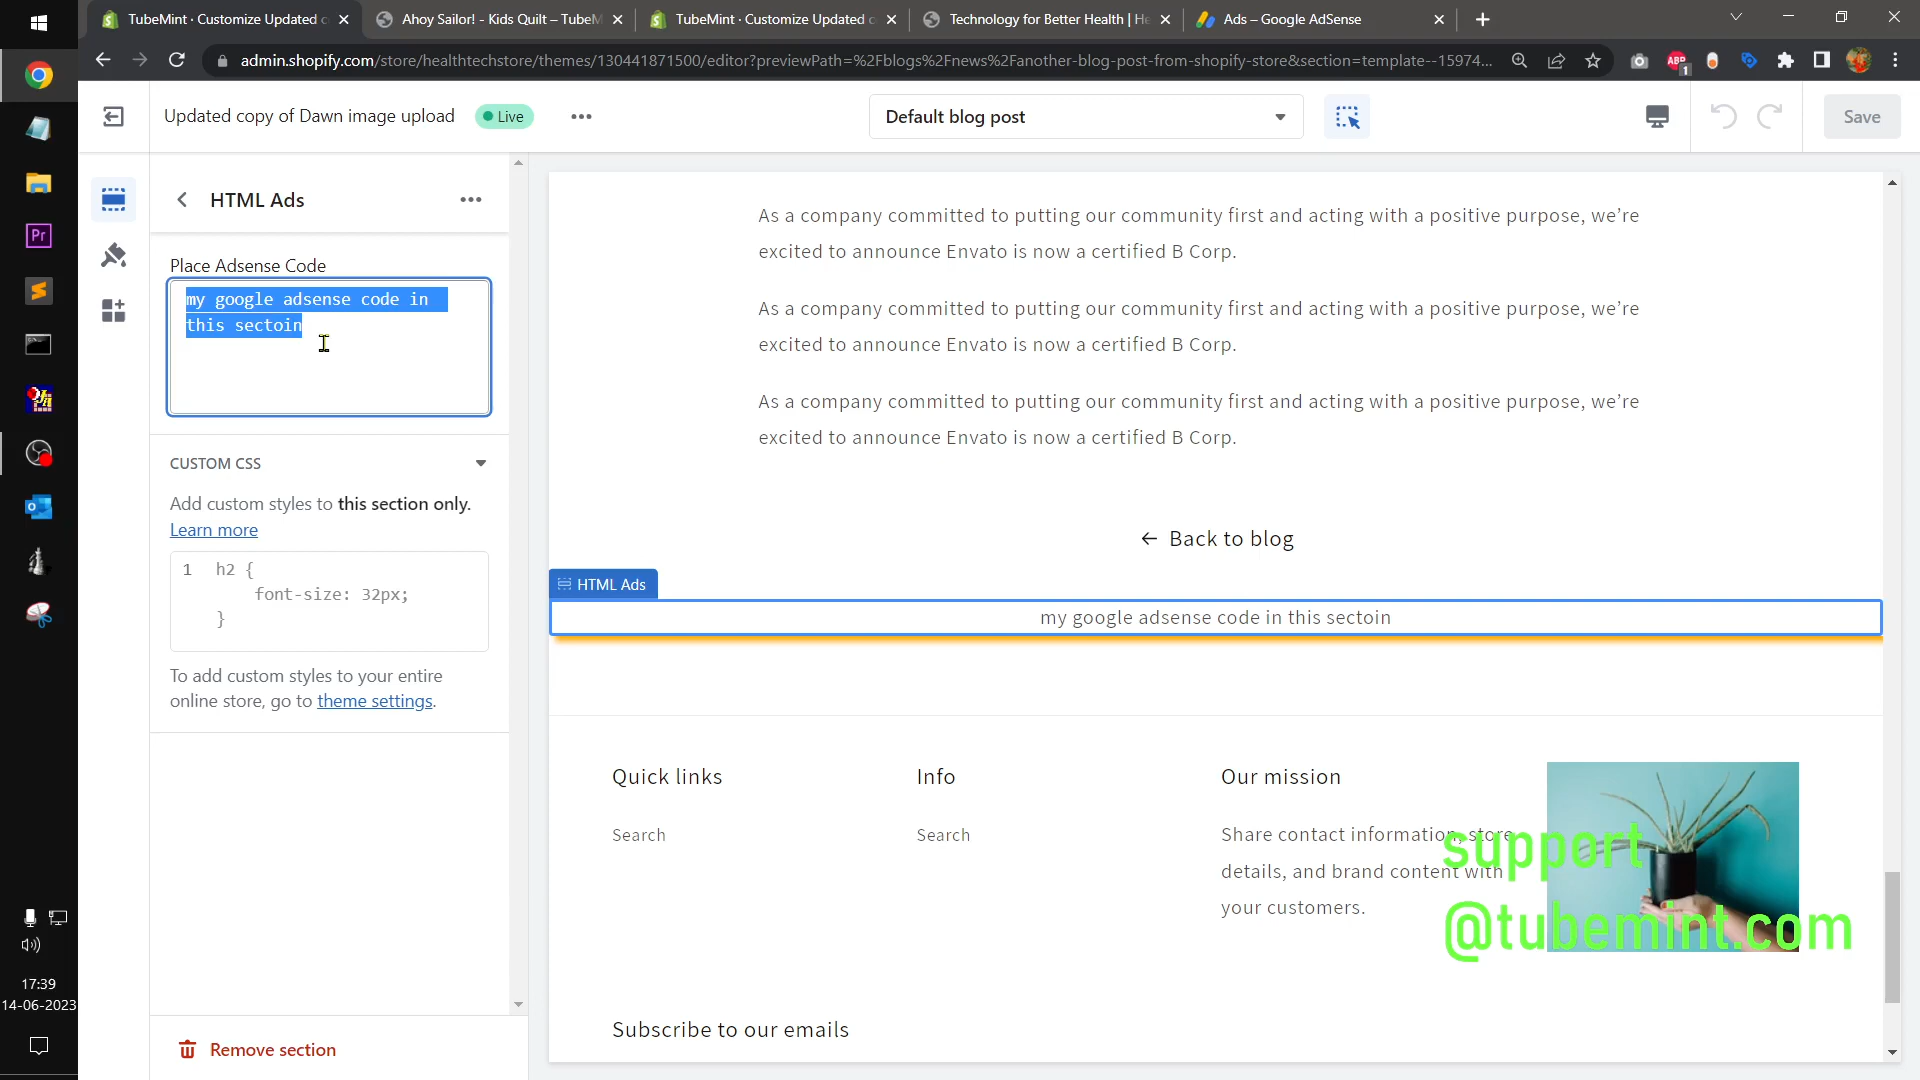 TubeMint · Customize Updated c
Ahoy Sailor! - Kids Quilt – TubeM
TubeMint · Customize Updated c
Technology for Better Health | He
Ads – Google AdSense
admin.shopify.com/store/healthtechstore/themes/130441871500/editor?previewPath=%2Fblogs%2Fnews%2Fanother-blog-post-from-shopify-store&section=template--15974...
ABP
1
Updated copy of Dawn image upload
Live
Default blog post
Save
HTML Ads
Place Adsense Code
my google adsense code in
this sectoin
CUSTOM CSS
Add custom styles to this section only.
Learn more
1 h2 {
font-size: 32px;
}
To add custom styles to your entire
online store, go to theme settings.
Remove section
As a company committed to putting our community first and acting with a positive purpose, we’re
excited to announce Envato is now a certified B Corp.
As a company committed to putting our community first and acting with a positive purpose, we’re
excited to announce Envato is now a certified B Corp.
As a company committed to putting our community first and acting with a positive purpose, we’re
excited to announce Envato is now a certified B Corp.
← Back to blog
HTML Ads
my google adsense code in this sectoin
Quick links
Search
Info
Search
Our mission
Share contact information, store
details, and brand content with
your customers.
support
@tubemint.com
Subscribe to our emails
Pr
17:39
14-06-2023